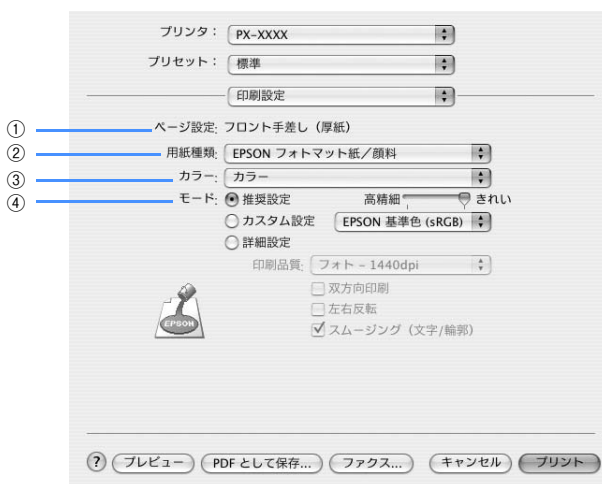 プリンタ： PX-XXXX
プリセット： 標準
印刷設定
① ページ設定: フロント手差し（厚紙）
② 用紙種類: EPSON フォトマット紙／顔料
③ カラー: カラー
④ モード: 推奨設定 高精細 きれい
カスタム設定 EPSON 基準色 (sRGB)
詳細設定
印刷品質: フォト – 1440dpi
双方向印刷
左右反転
EPSON スムージング（文字/輪郭）
? プレビュー PDF として保存... ファクス... キャンセル プリント